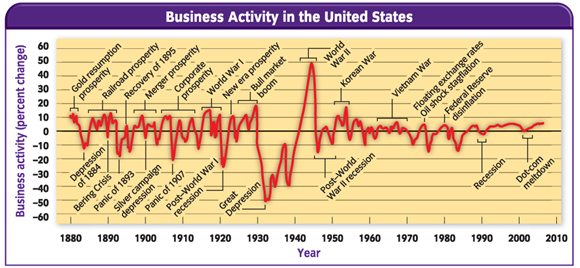 Business Activity in the United States
Business activity (percent change)
60
50
40
30
20
10
0
−10
−20
−30
−40
−50
−60
Gold resumption
prosperity
Railroad prosperity
Recovery of 1895
Merger prosperity
Corporate
prosperity
World War I
New era prosperity
Bull market
boom
World
War II
Korean War
Vietnam War
Floating exchange rates
Oil shock stagflation
Federal Reserve
disinflation
Depression
of 1884
Bering Crisis
Panic of 1893
Silver campaign
depression
Panic of 1907
Post–World War I
recession
Great
Depression
Post–World
War II recession
Recession
Dot-com
meltdown
1880
1890
1900
1910
1920
1930
1940
1950
1960
1970
1980
1990
2000
2010
Year